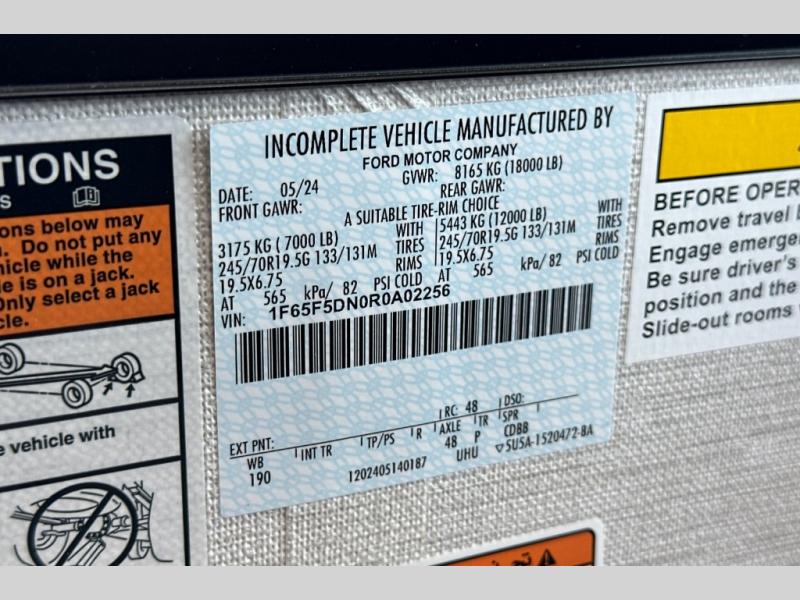 TIONS
S
ons below may
. Do not put any
hicle while the
le is on a jack.
Only select a jack
cle.
e vehicle with
INCOMPLETE VEHICLE MANUFACTURED BY
FORD MOTOR COMPANY
DATE: 05/24 GVWR: 8165 KG (18000 LB)
FRONT GAWR: REAR GAWR:
A SUITABLE TIRE-RIM CHOICE
3175 KG ( 7000 LB) WITH 5443 KG (12000 LB) WITH
245/70R19.5G 133/131M TIRES 245/70R19.5G 133/131M TIRES
19.5X6.75 RIMS 19.5X6.75 RIMS
AT 565 kPa/ 82 PSI COLD AT 565 kPa/ 82 PSI COLD
VIN: 1F65F5DN0R0A02256
EXT PNT: RC: 48 DSO:
WB INT TR TP/PS R AXLE TR SPR
190 48 P CDBB
1202405140187 UHU 5U5A-1520472-BA
BEFORE OPER
Remove travel
Engage emerge
Be sure driver's
position and the
Slide-out rooms